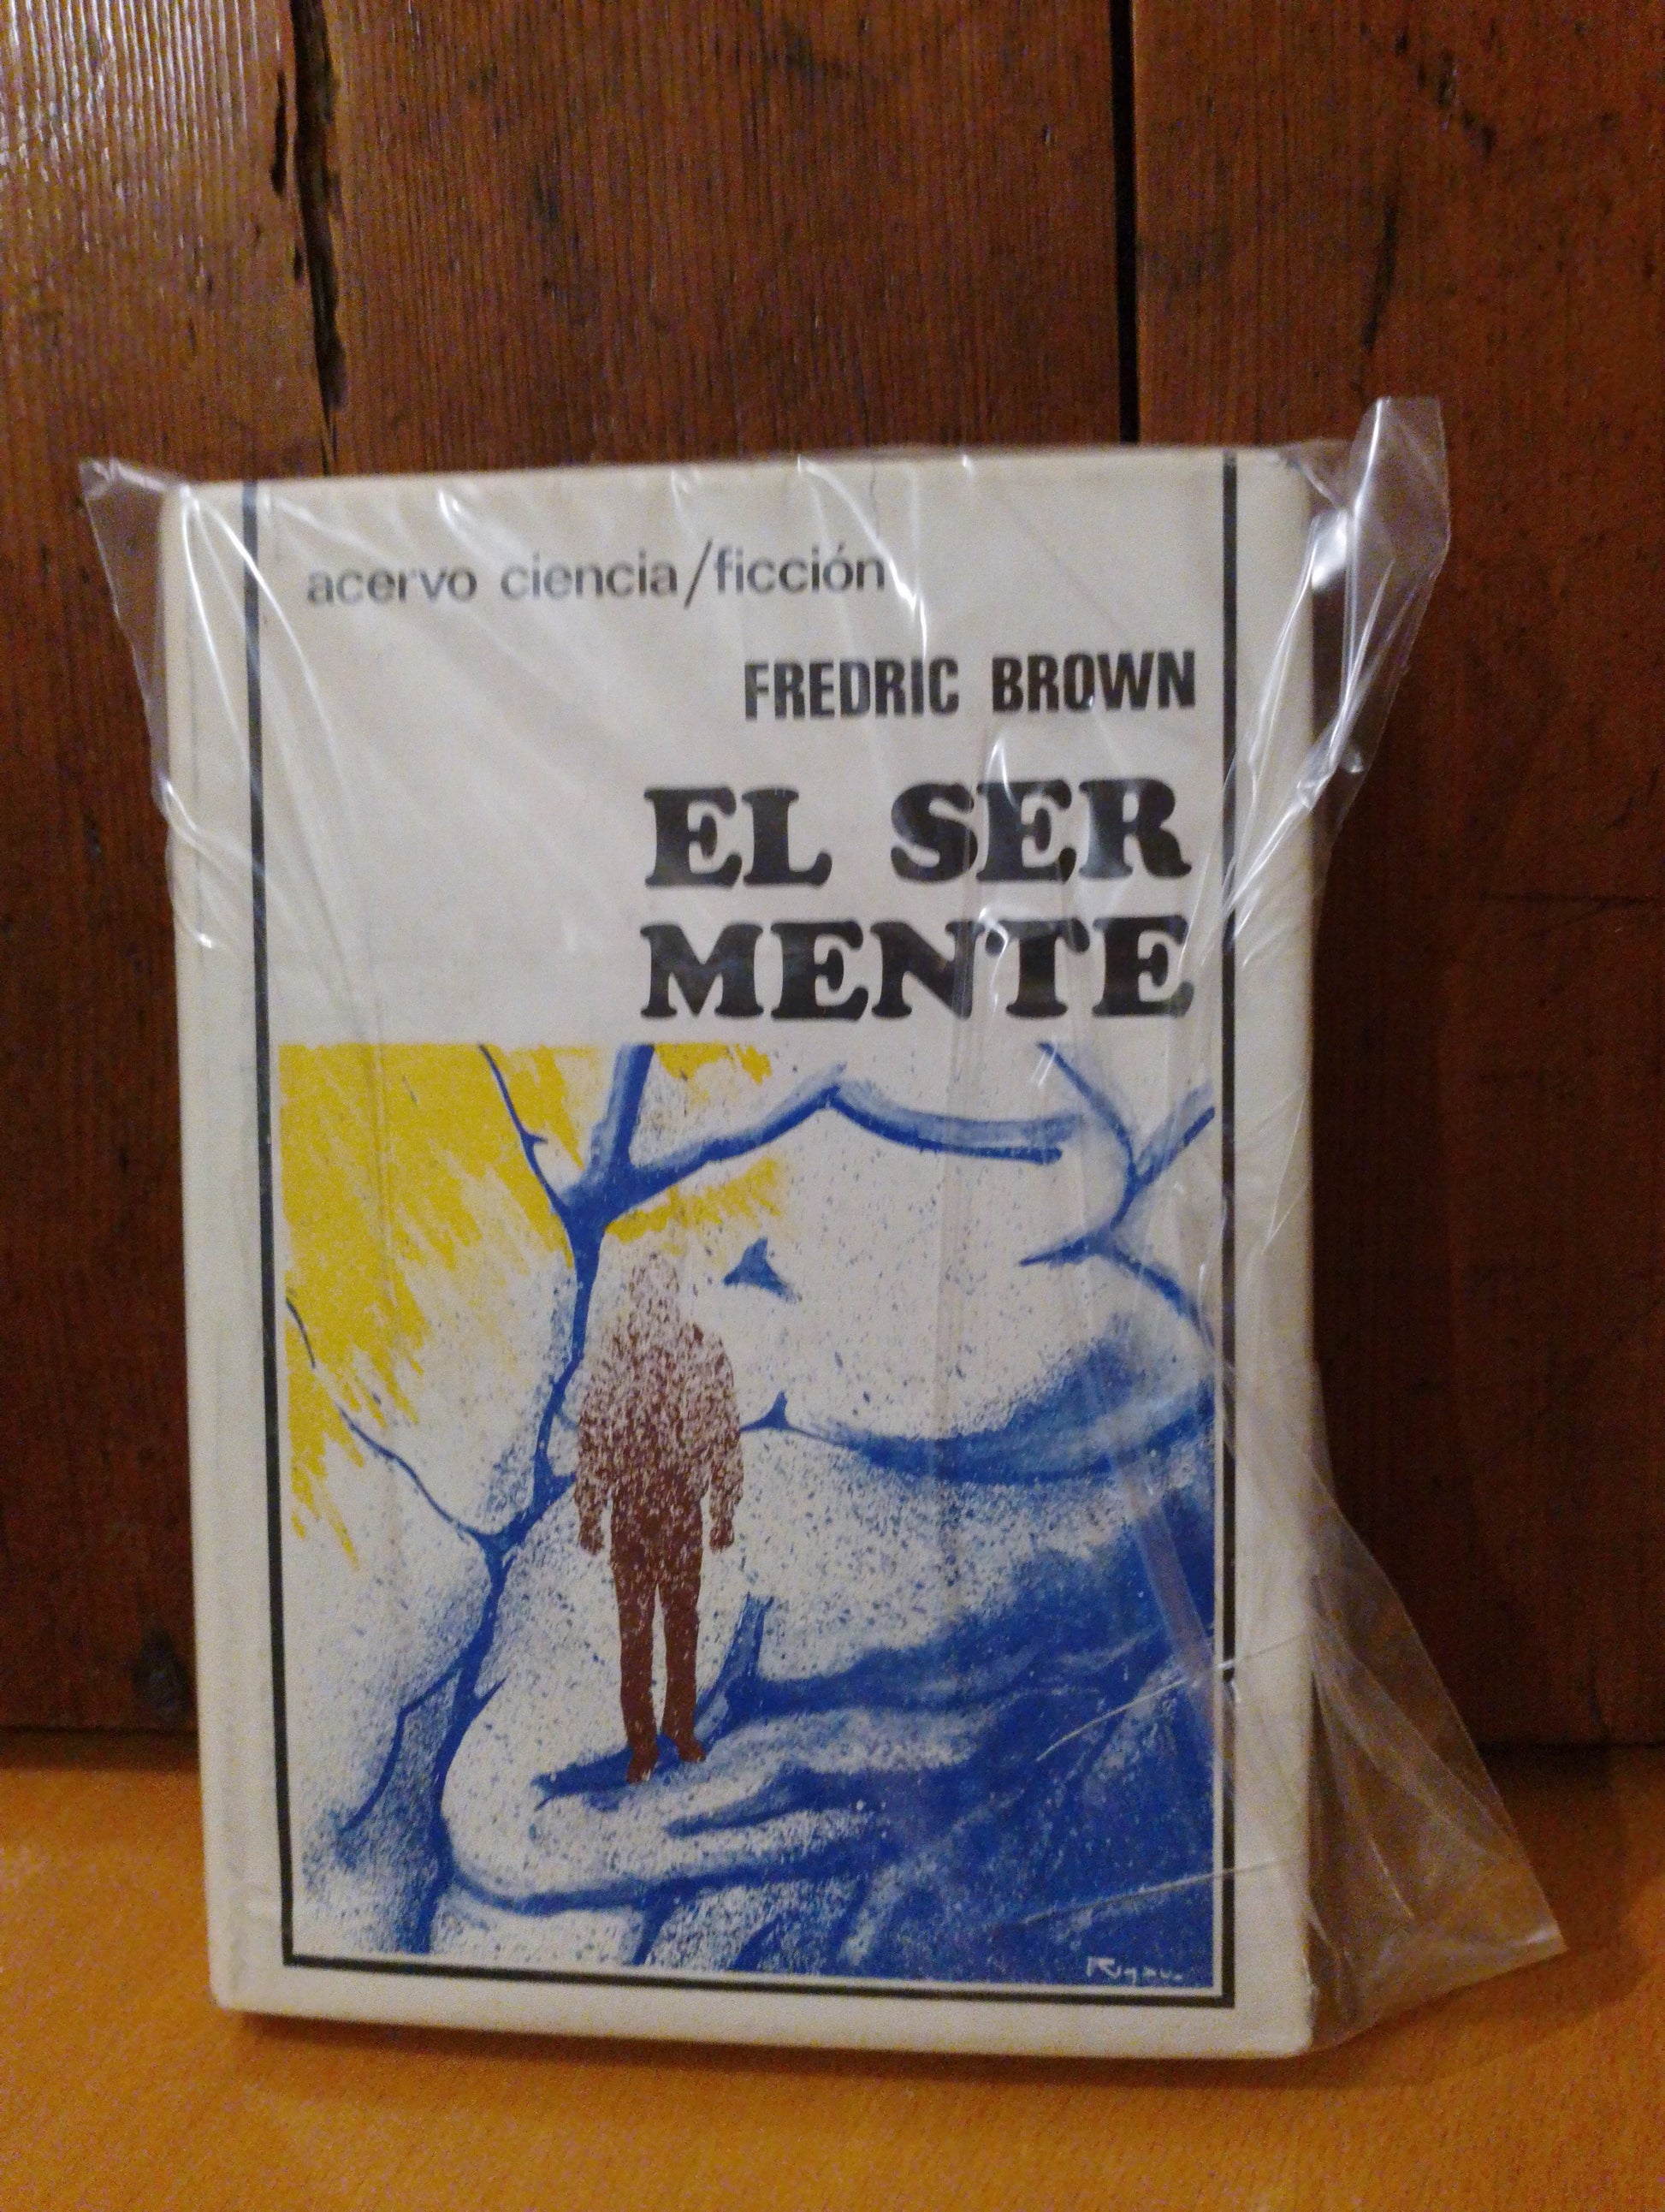 acervo ciencia/ficción
FREDRIC BROWN
EL SER
MENTE